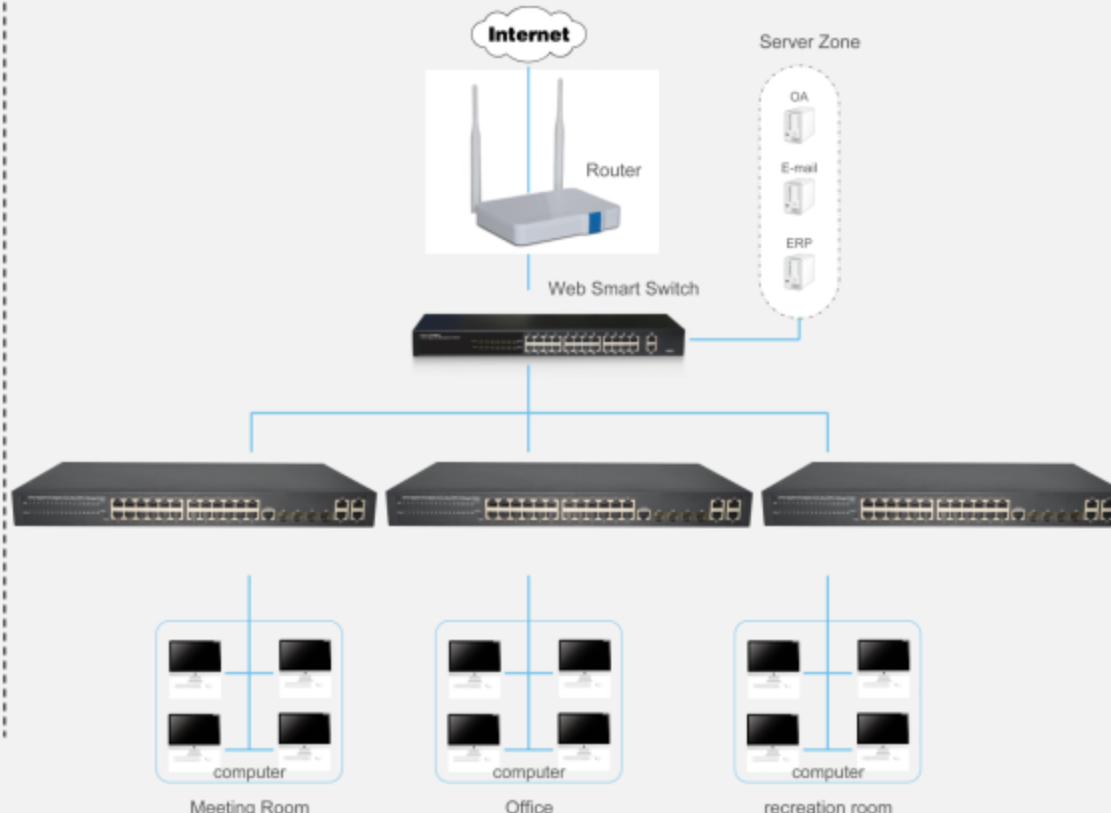 Internet
Server Zone
OA
E-mail
ERP
Router
Web Smart Switch
computer
computer
computer
Meeting Room
Office
recreation room